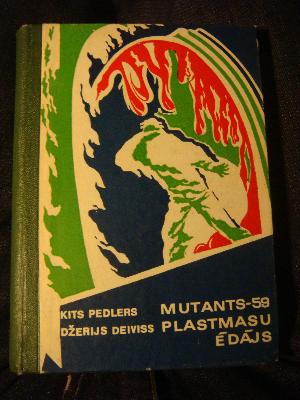 KITS PEDLERS
DŽERIJS DEIVISS
MUTANTS-59
PLASTMASU
ĒDĀJS